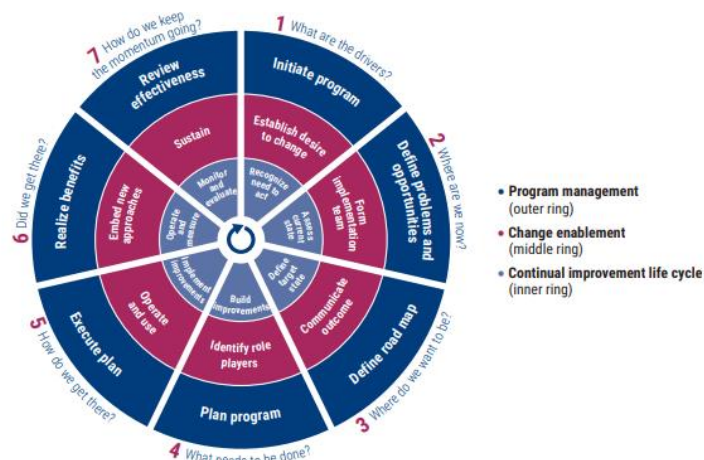 7 How do we keep
the momentum going?
1 What are the drivers?
2 Where are we now?
3 Where do we want to be?
4 What needs to be done?
5 How do we get there?
6 Did we get there?
Initiate program
Define problems and
opportunities
Define road map
Plan program
Execute plan
Realize benefits
Review
effectiveness
Establish desire
to change
Form
implementation
team
Communicate
outcome
Identify role
players
Operate
and use
Embed new
approaches
Sustain
Recognize
need to
act
Assess
current
state
Define
target
state
Build
improvements
Implement
improvements
Operate
and
measure
Monitor
and
evaluate
• Program management
(outer ring)
• Change enablement
(middle ring)
• Continual improvement life cycle
(inner ring)